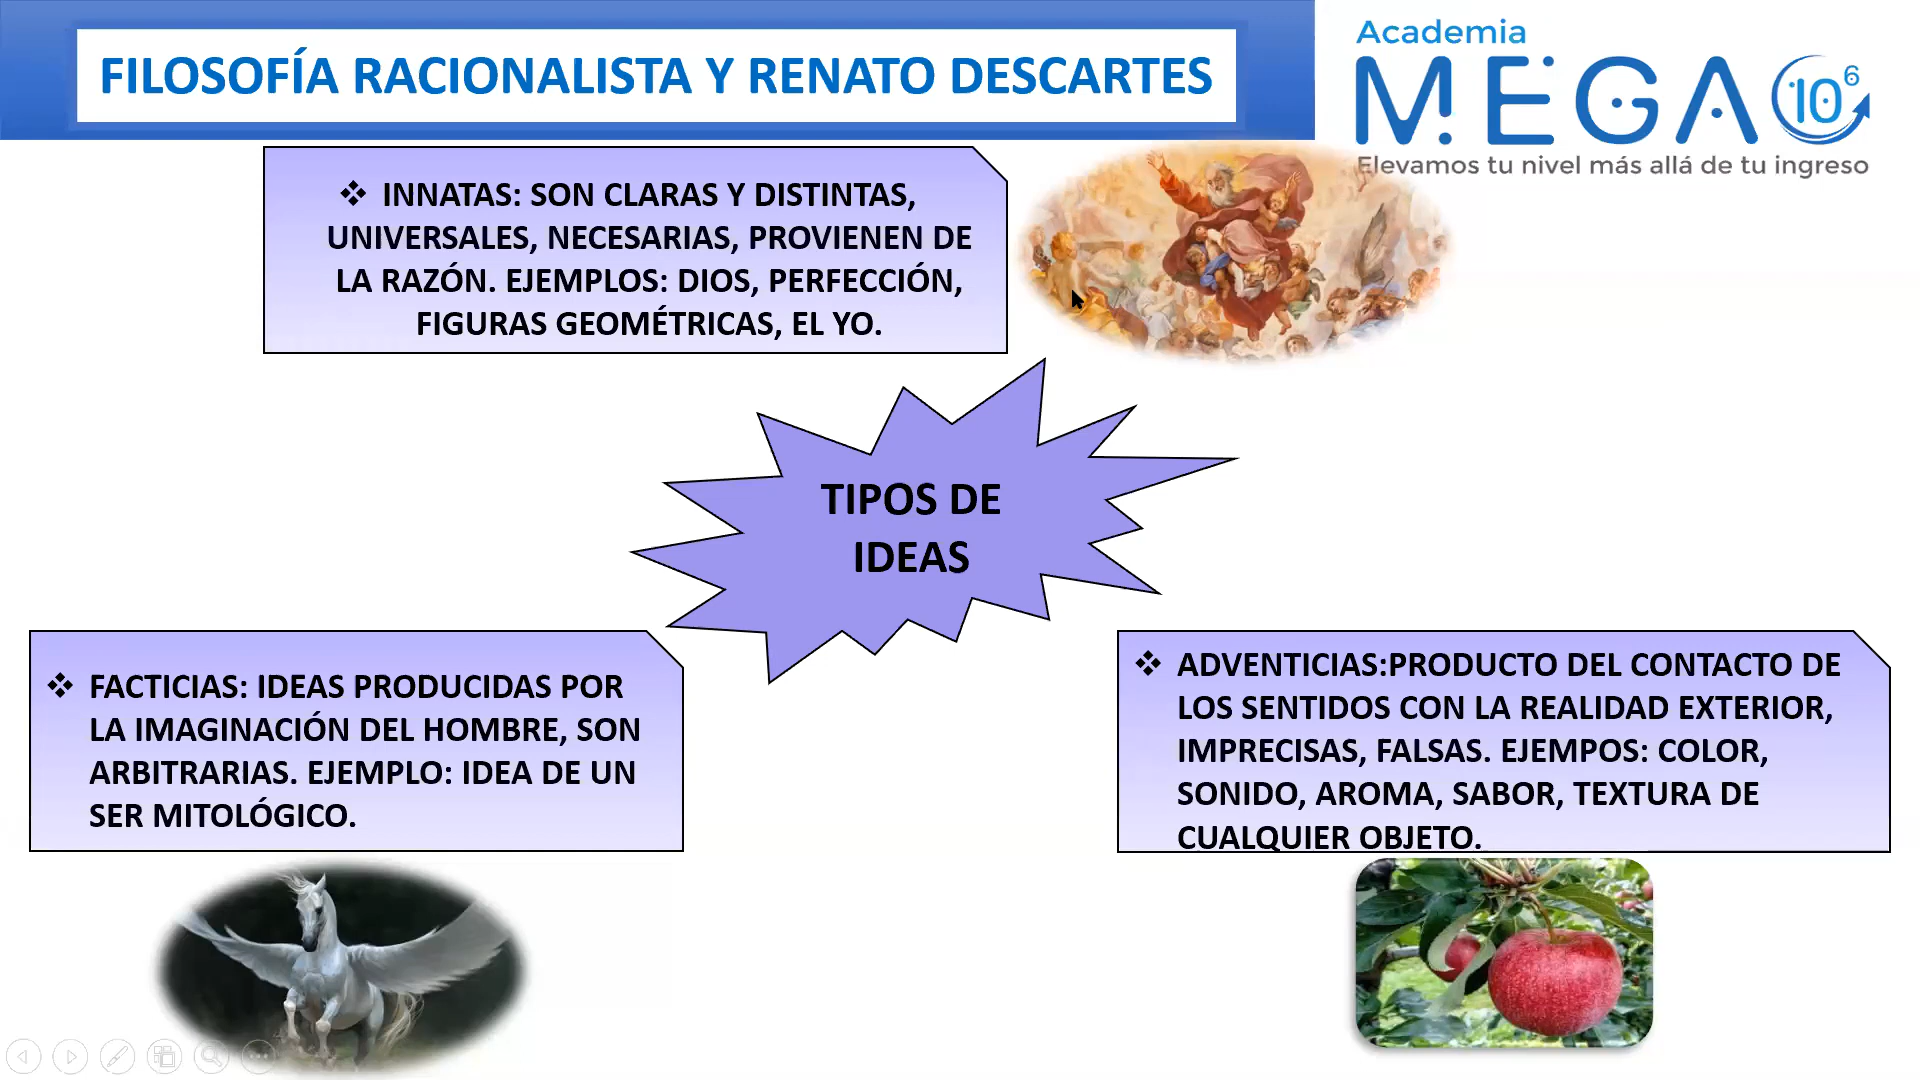 FILOSOFÍA RACIONALISTA Y RENATO DESCARTES
Academia
MEGA 10⁶
Elevamos tu nivel más allá de tu ingreso
❖ INNATAS: SON CLARAS Y DISTINTAS,
UNIVERSALES, NECESARIAS, PROVIENEN DE
LA RAZÓN. EJEMPLOS: DIOS, PERFECCIÓN,
FIGURAS GEOMÉTRICAS, EL YO.
TIPOS DE
IDEAS
❖ FACTICIAS: IDEAS PRODUCIDAS POR
LA IMAGINACIÓN DEL HOMBRE, SON
ARBITRARIAS. EJEMPLO: IDEA DE UN
SER MITOLÓGICO.
❖ ADVENTICIAS:PRODUCTO DEL CONTACTO DE
LOS SENTIDOS CON LA REALIDAD EXTERIOR,
IMPRECISAS, FALSAS. EJEMPOS: COLOR,
SONIDO, AROMA, SABOR, TEXTURA DE
CUALQUIER OBJETO.